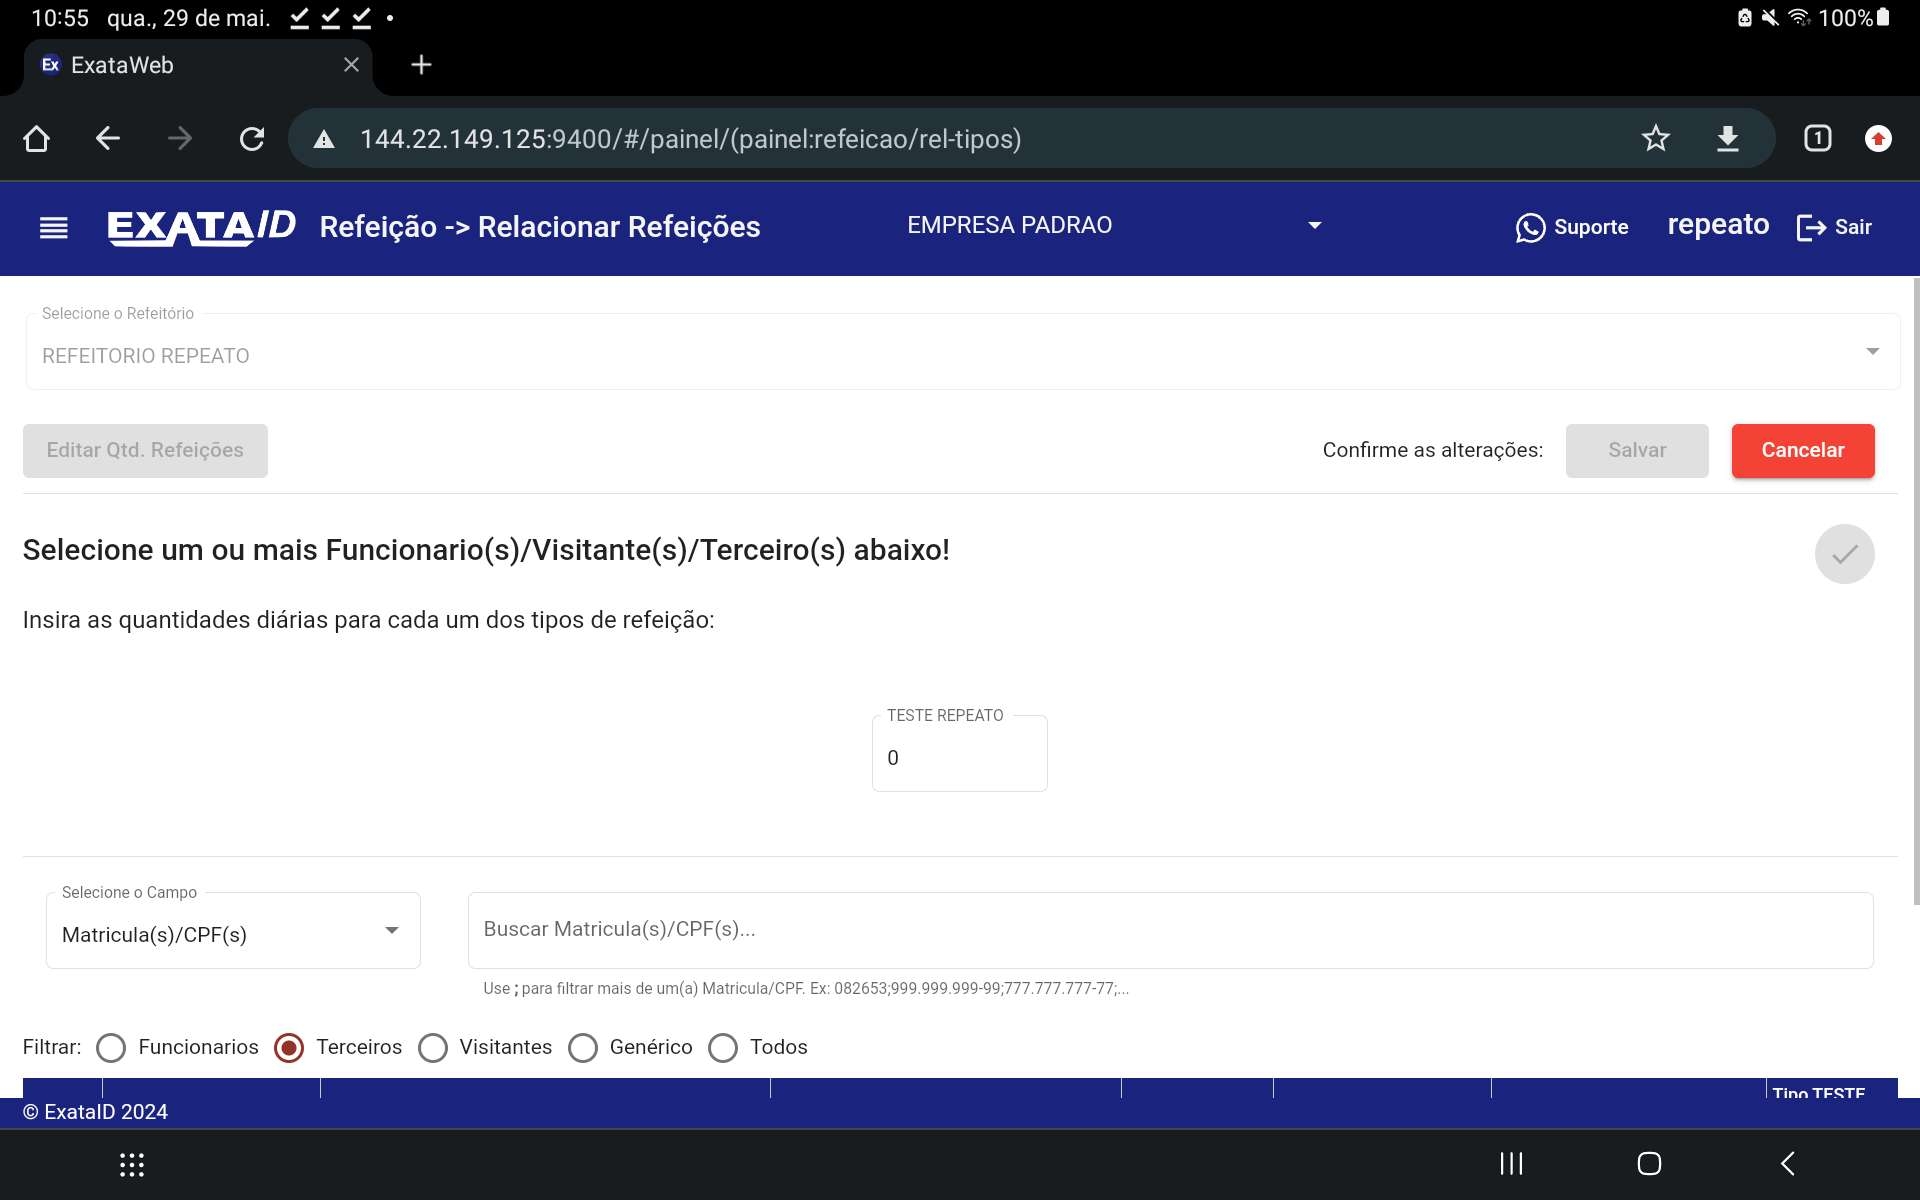 10:55 qua., 29 de mai.
100%
Ex ExataWeb
144.22.149.125:9400/#/painel/(painel:refeicao/rel-tipos)
1
EXATAID Refeição -> Relacionar Refeições EMPRESA PADRAO Suporte repeato Sair
Selecione o Refeitório
REFEITORIO REPEATO
Editar Qtd. Refeições Confirme as alterações: Salvar Cancelar
Selecione um ou mais Funcionario(s)/Visitante(s)/Terceiro(s) abaixo!
Insira as quantidades diárias para cada um dos tipos de refeição:
TESTE REPEATO
0
Selecione o Campo
Matricula(s)/CPF(s) Buscar Matricula(s)/CPF(s)...
Use ; para filtrar mais de um(a) Matricula/CPF. Ex: 082653;999.999.999-99;777.777.777-77;...
Filtrar: Funcionarios Terceiros Visitantes Genérico Todos
Tipo TESTE
© ExataID 2024